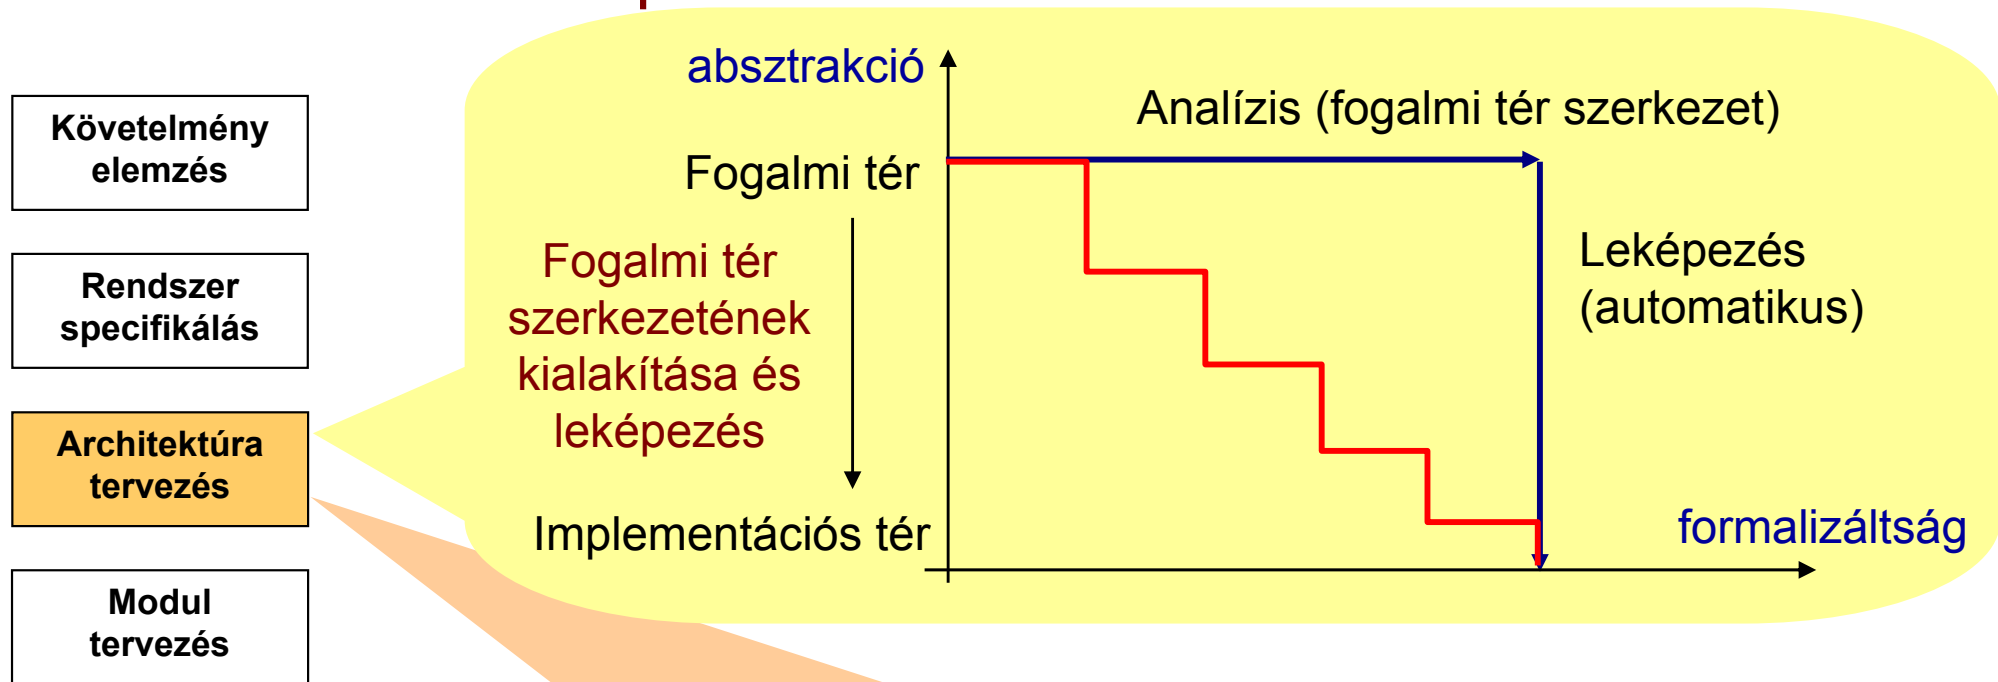 Követelmény
elemzés
Rendszer
specifikálás
Architektúra
tervezés
Modul
tervezés
absztrakció
Analízis (fogalmi tér szerkezet)
Fogalmi tér
Fogalmi tér
szerkezetének
kialakítása és
leképezés
Leképezés
(automatikus)
Implementációs tér
formalizáltság